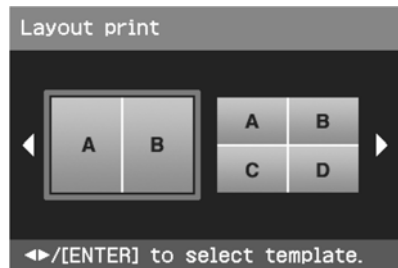 Layout print
A B A B
C D
◄►/[ENTER] to select template.